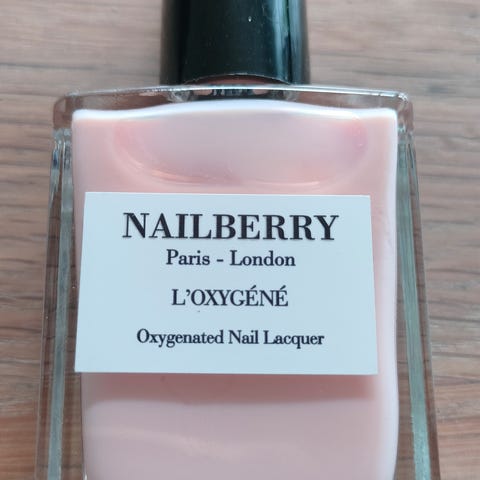 NAILBERRY
Paris - London
L'OXYGÉNÉ
Oxygenated Nail Lacquer